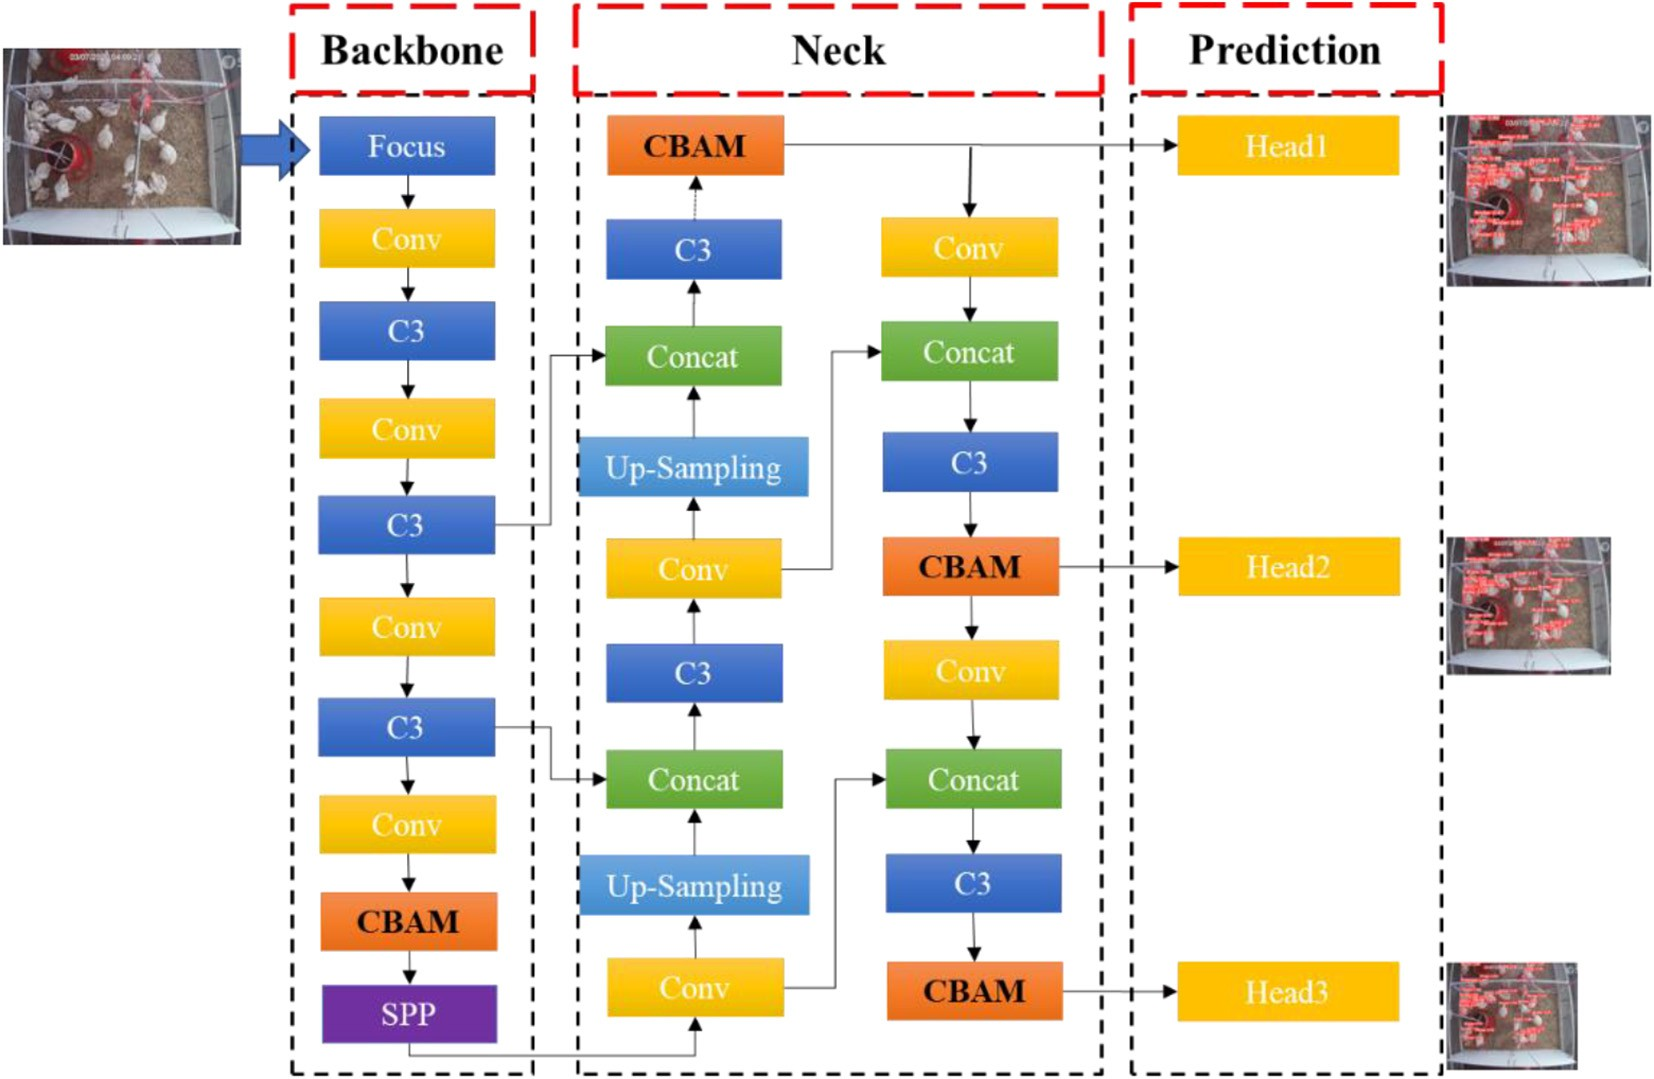 Backbone
Neck
Prediction
Focus
Conv
C3
Conv
C3
Conv
C3
Conv
CBAM
SPP
CBAM
C3
Concat
Up-Sampling
Conv
C3
Concat
Up-Sampling
Conv
Conv
Concat
C3
CBAM
Conv
Concat
C3
CBAM
Head1
Head2
Head3